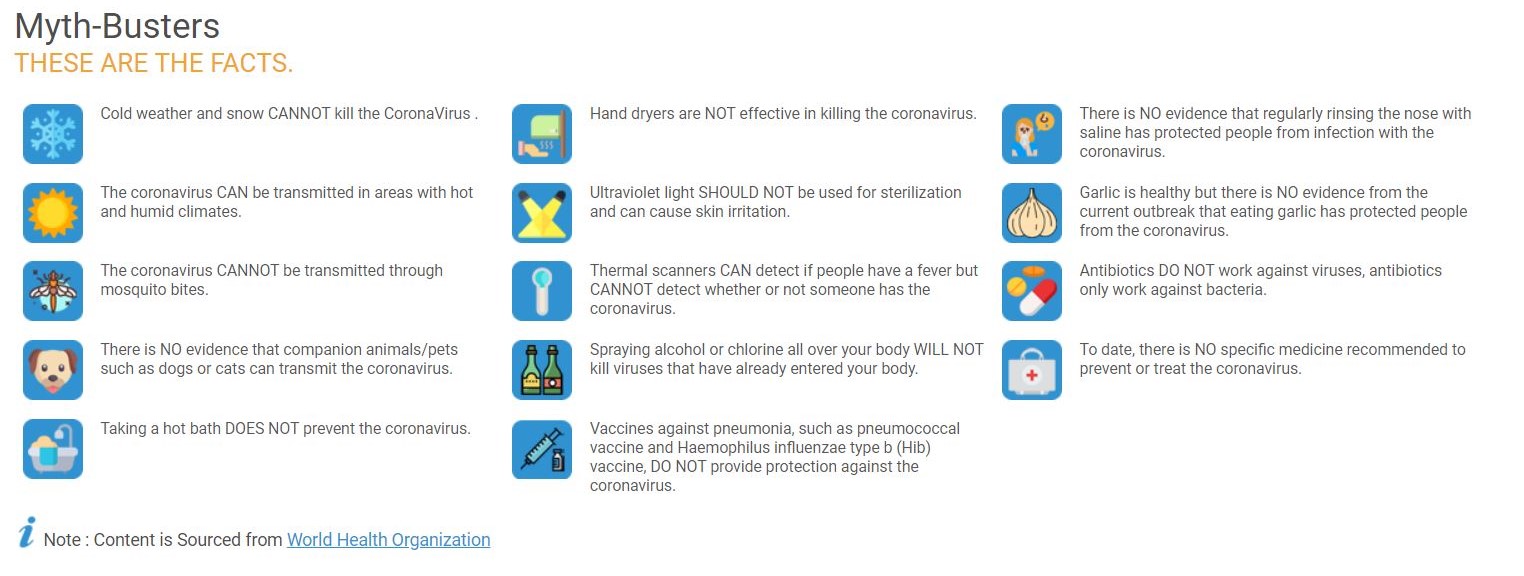 Myth-Busters
THESE ARE THE FACTS.
Cold weather and snow CANNOT kill the CoronaVirus .
The coronavirus CAN be transmitted in areas with hot
and humid climates.
The coronavirus CANNOT be transmitted through
mosquito bites.
There is NO evidence that companion animals/pets
such as dogs or cats can transmit the coronavirus.
Taking a hot bath DOES NOT prevent the coronavirus.
Hand dryers are NOT effective in killing the coronavirus.
Ultraviolet light SHOULD NOT be used for sterilization
and can cause skin irritation.
Thermal scanners CAN detect if people have a fever but
CANNOT detect whether or not someone has the
coronavirus.
Spraying alcohol or chlorine all over your body WILL NOT
kill viruses that have already entered your body.
Vaccines against pneumonia, such as pneumococcal
vaccine and Haemophilus influenzae type b (Hib)
vaccine, DO NOT provide protection against the
coronavirus.
There is NO evidence that regularly rinsing the nose with
saline has protected people from infection with the
coronavirus.
Garlic is healthy but there is NO evidence from the
current outbreak that eating garlic has protected people
from the coronavirus.
Antibiotics DO NOT work against viruses, antibiotics
only work against bacteria.
To date, there is NO specific medicine recommended to
prevent or treat the coronavirus.
i Note : Content is Sourced from World Health Organization